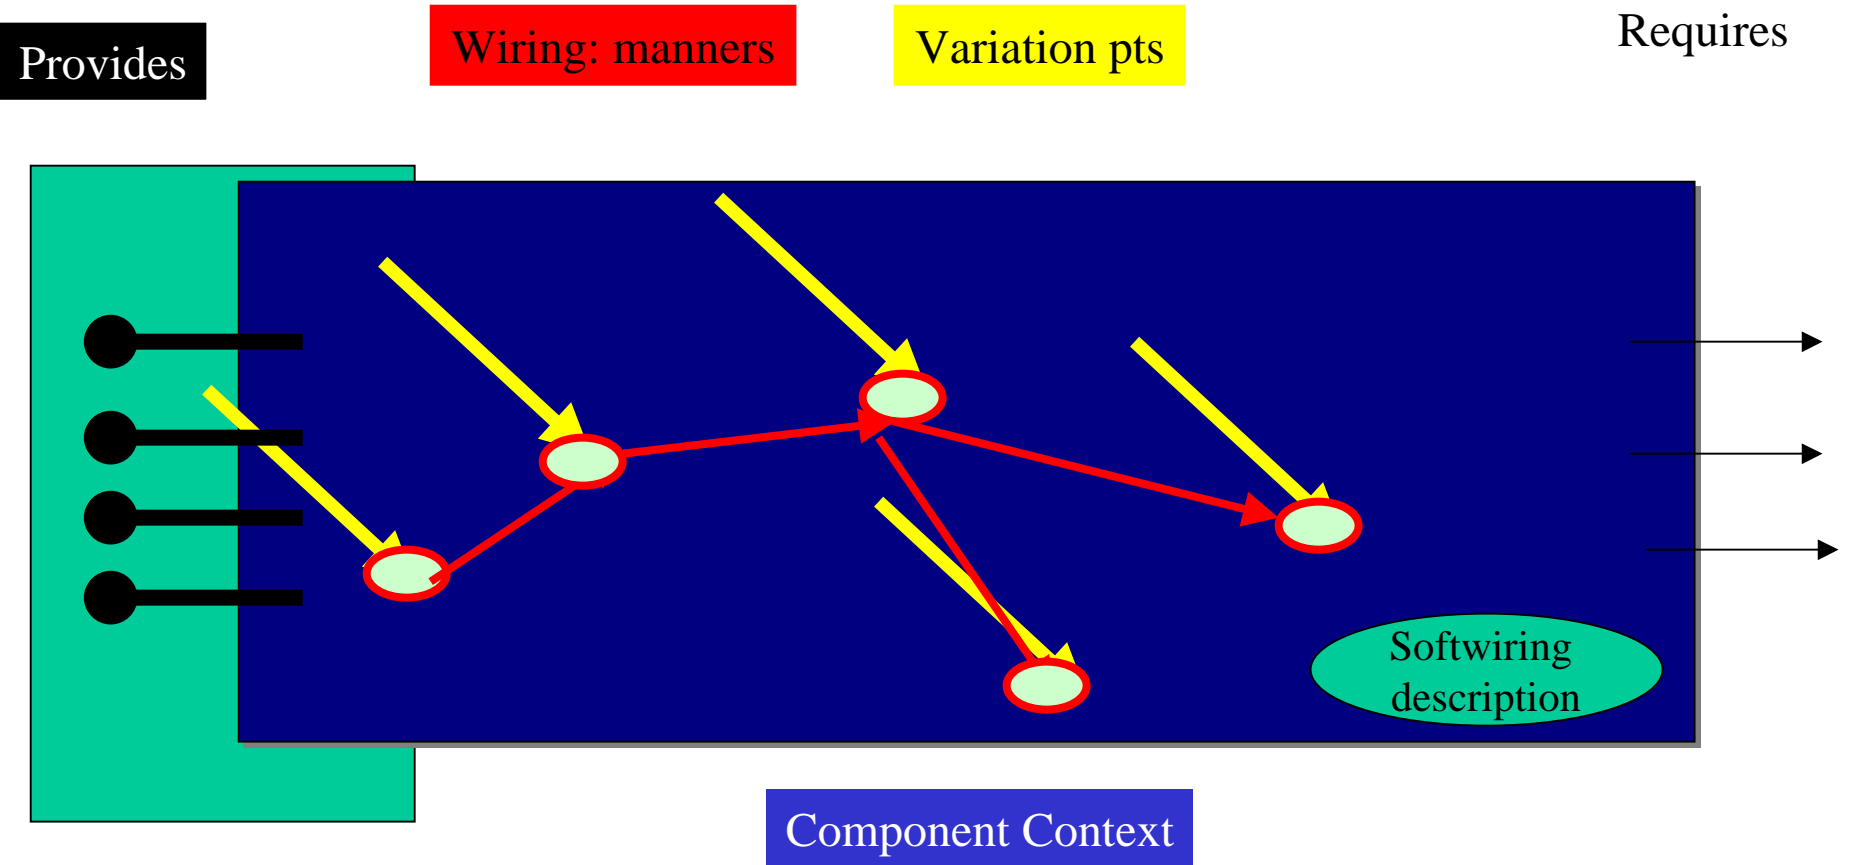 Provides
Wiring: manners
Variation pts
Requires
Softwiring
description
Component Context